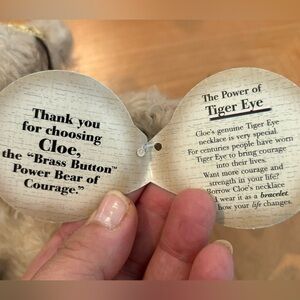 Thank you
for choosing
Cloe,
the “Brass Button™
Power Bear of
Courage.”
The Power of
Tiger Eye
Cloe's genuine Tiger Eye
necklace is very special.
For centuries people have worn
Tiger Eye to bring courage
into their lives.
Want more courage and
strength in your life?
Borrow Cloe's necklace
wear it as a bracelet.
how your life changes.